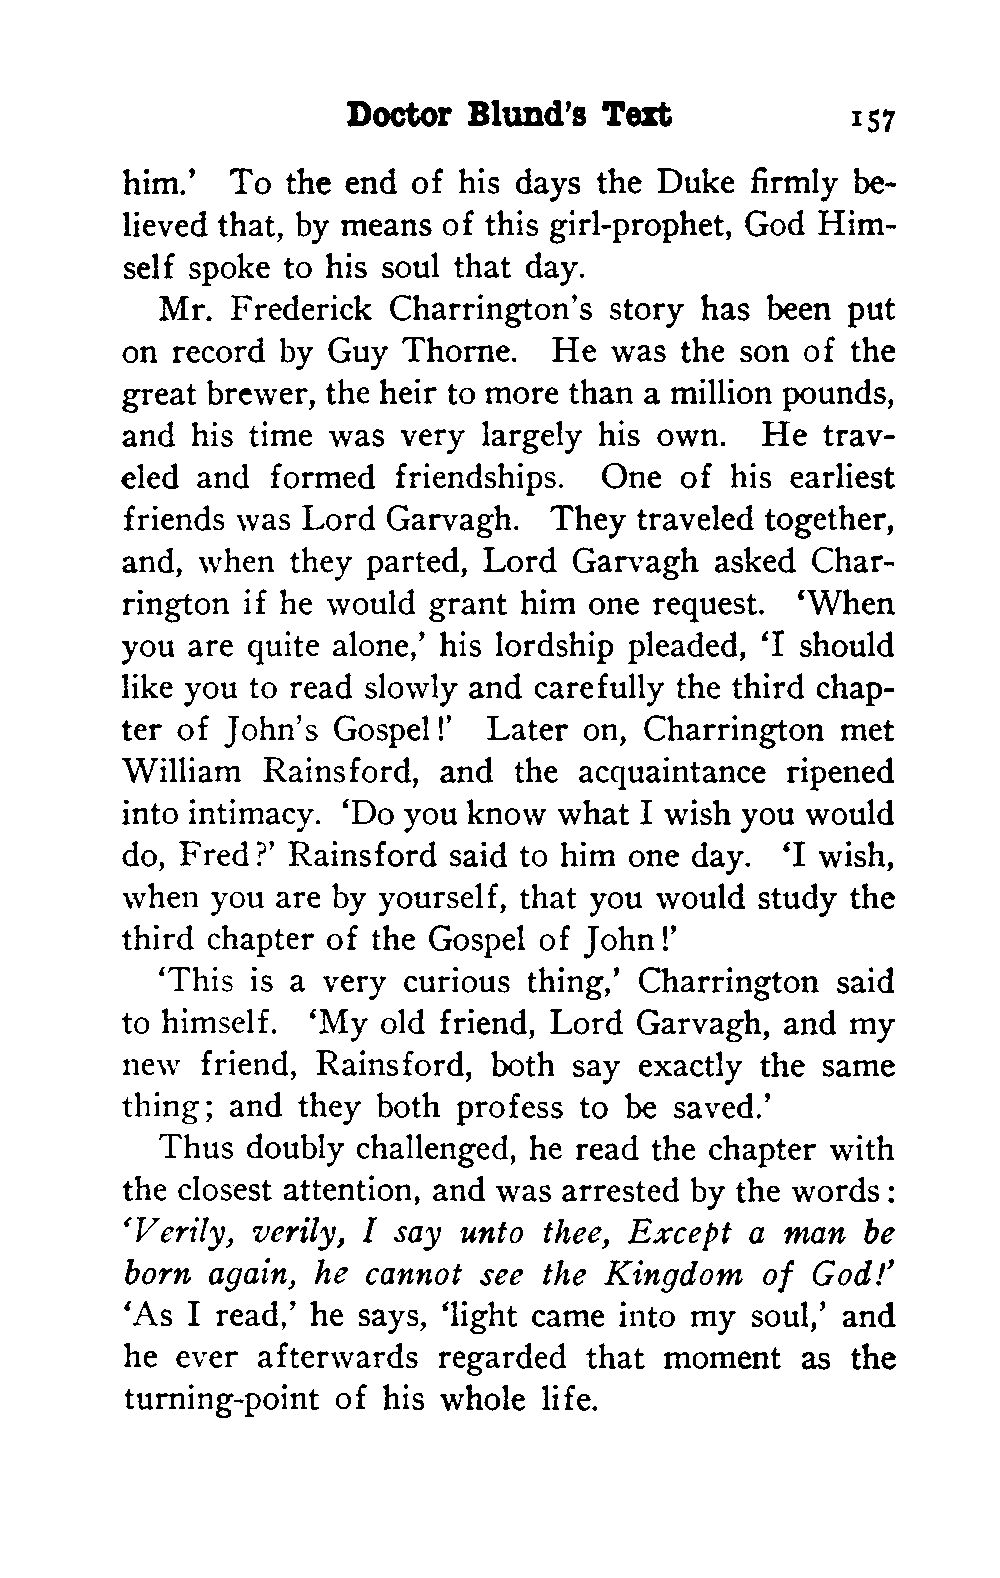 Doctor Blund's Text 157
him.' To the end of his days the Duke firmly be-
lieved that, by means of this girl-prophet, God Him-
self spoke to his soul that day.
Mr. Frederick Charrington's story has been put
on record by Guy Thorne. He was the son of the
great brewer, the heir to more than a million pounds,
and his time was very largely his own. He trav-
eled and formed friendships. One of his earliest
friends was Lord Garvagh. They traveled together,
and, when they parted, Lord Garvagh asked Char-
rington if he would grant him one request. 'When
you are quite alone,' his lordship pleaded, 'I should
like you to read slowly and carefully the third chap-
ter of John's Gospel!' Later on, Charrington met
William Rainsford, and the acquaintance ripened
into intimacy. 'Do you know what I wish you would
do, Fred?' Rainsford said to him one day. 'I wish,
when you are by yourself, that you would study the
third chapter of the Gospel of John!'
'This is a very curious thing,' Charrington said
to himself. 'My old friend, Lord Garvagh, and my
new friend, Rainsford, both say exactly the same
thing; and they both profess to be saved.'
Thus doubly challenged, he read the chapter with
the closest attention, and was arrested by the words:
'Verily, verily, I say unto thee, Except a man be
born again, he cannot see the Kingdom of God!'
'As I read,' he says, 'light came into my soul,' and
he ever afterwards regarded that moment as the
turning-point of his whole life.